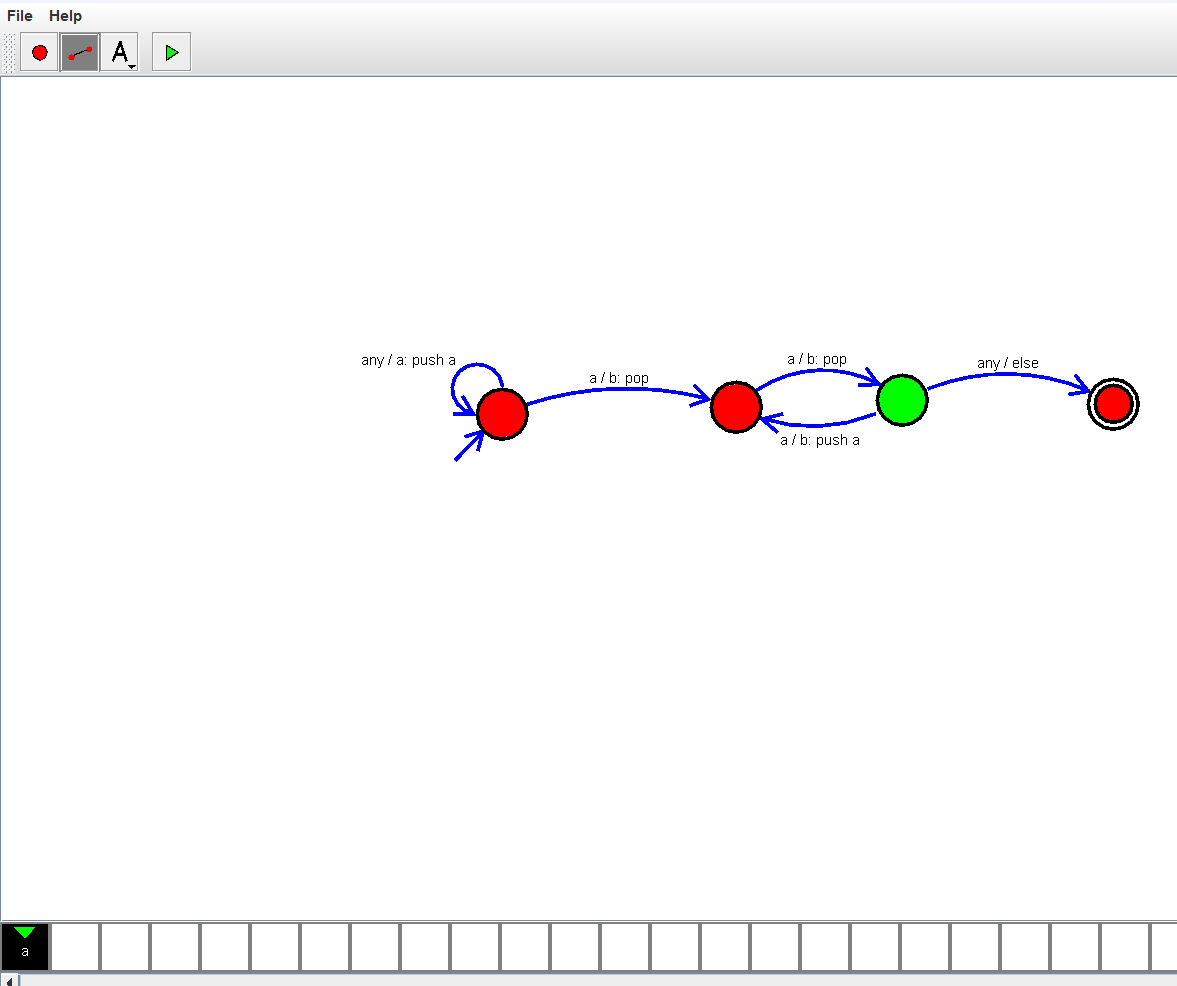 File Help
A
any / a: push a
a / b: pop
a / b: pop
any / else
a / b: push a
a